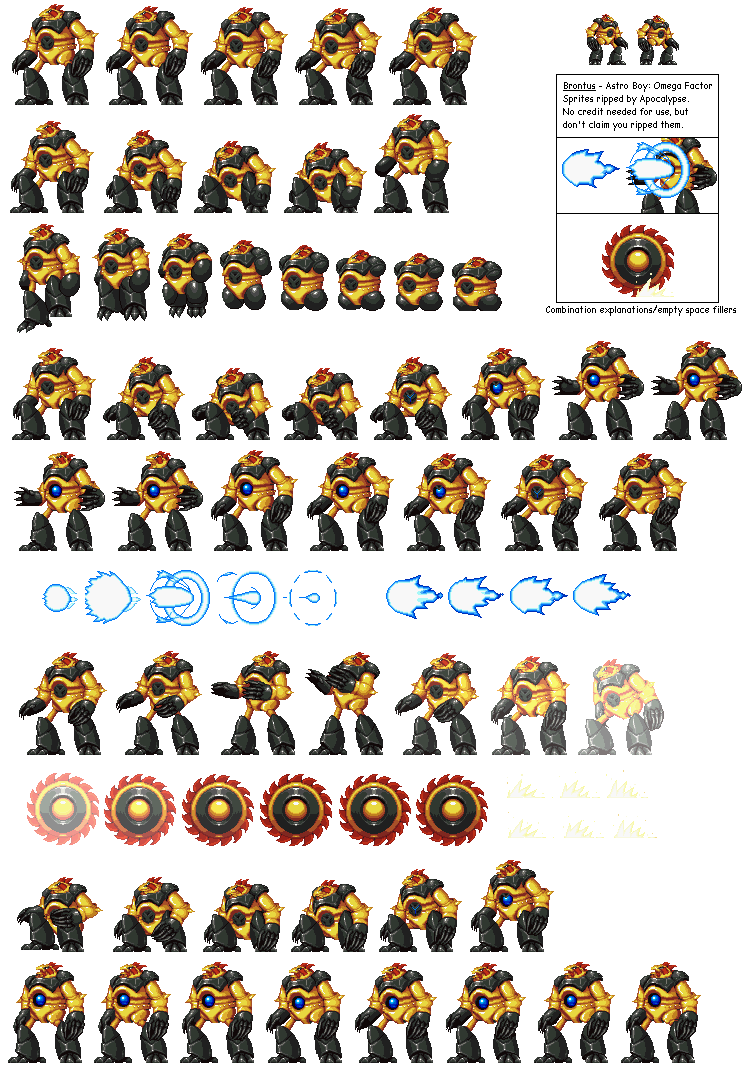 Brontus - Astro Boy: Omega Factor
Sprites ripped by Apocalypse.
No credit needed for use, but
don't claim you ripped them.
Combination explanations/empty space fillers